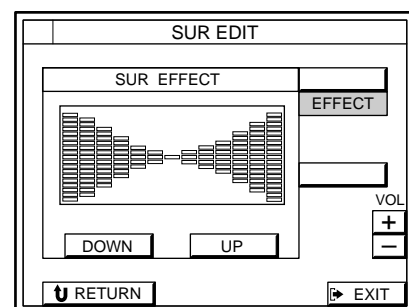 SUR EDIT
SUR EFFECT
EFFECT
VOL
+
−
DOWN UP
RETURN EXIT